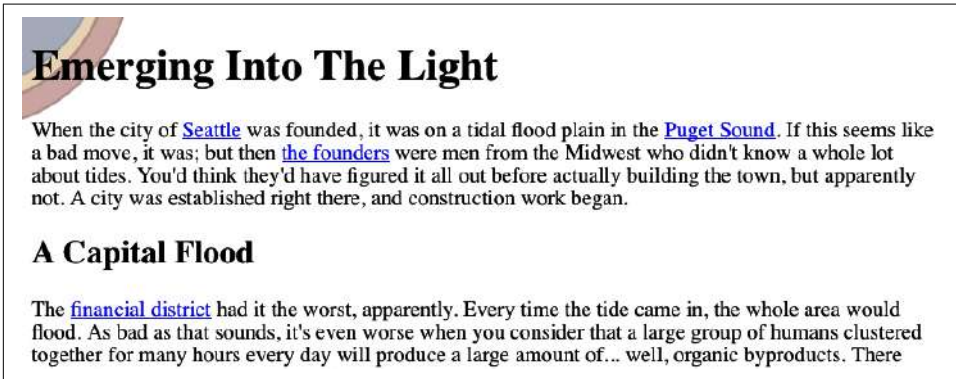 Emerging Into The Light
When the city of Seattle was founded, it was on a tidal flood plain in the Puget Sound. If this seems like
a bad move, it was; but then the founders were men from the Midwest who didn't know a whole lot
about tides. You'd think they'd have figured it all out before actually building the town, but apparently
not. A city was established right there, and construction work began.
A Capital Flood
The financial district had it the worst, apparently. Every time the tide came in, the whole area would
flood. As bad as that sounds, it's even worse when you consider that a large group of humans clustered
together for many hours every day will produce a large amount of... well, organic byproducts. There